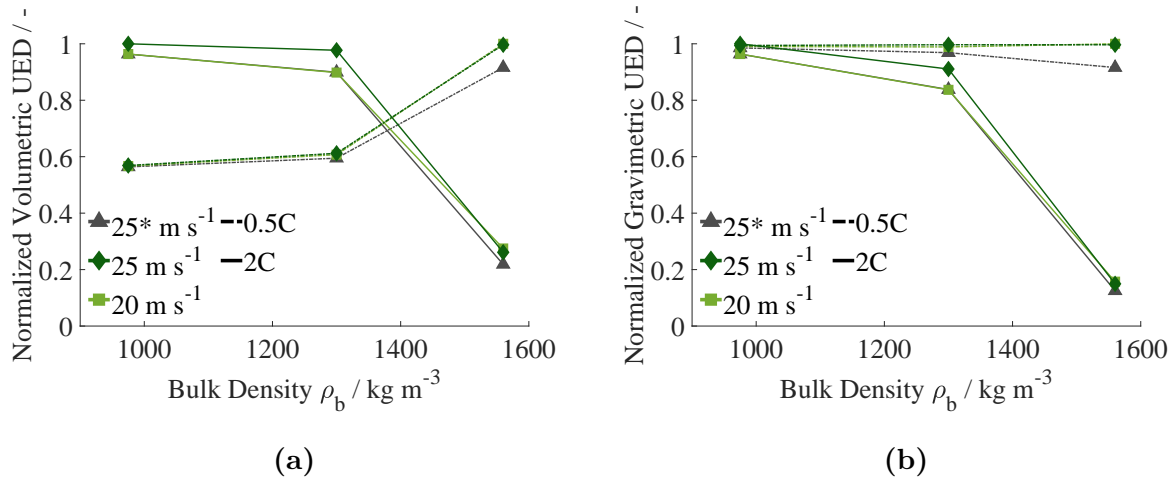 Normalized Volumetric UED / -
1
0.8
0.6
0.4
0.2
0
25* m s⁻¹ 0.5C
25 m s⁻¹ 2C
20 m s⁻¹
1000 1200 1400 1600
Bulk Density ρ_b / kg m⁻³
(a)
Normalized Gravimetric UED / -
1
0.8
0.6
0.4
0.2
0
25* m s⁻¹ 0.5C
25 m s⁻¹ 2C
20 m s⁻¹
1000 1200 1400 1600
Bulk Density ρ_b / kg m⁻³
(b)